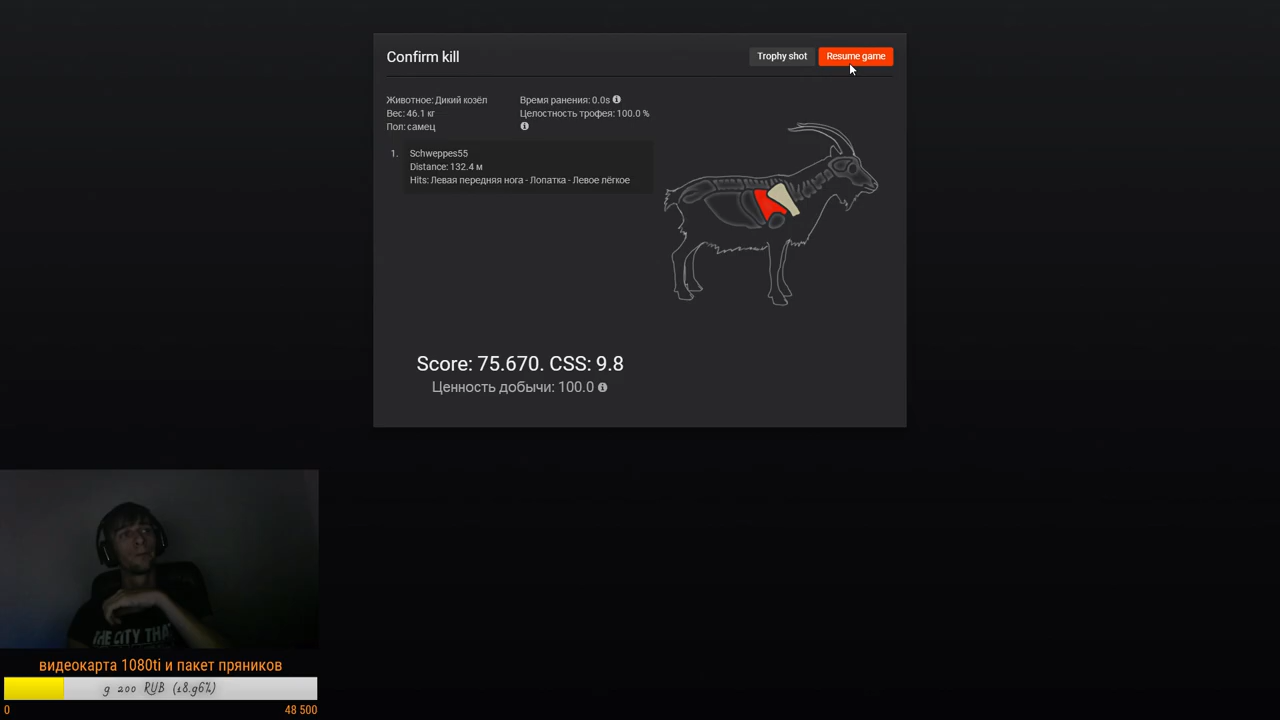 Confirm kill
Trophy shot
Resume game
Животное: Дикий козёл
Вес: 46.1 кг
Пол: самец
Время ранения: 0.0s
Целостность трофея: 100.0 %
1.
Schweppes55
Distance: 132.4 м
Hits: Левая передняя нога - Лопатка - Левое лёгкое
Score: 75.670. CSS: 9.8
Ценность добычи: 100.0
THE CITY THA
видеокарта 1080ti и пакет пряников
9 200 RUB (18.96%)
0
48 500